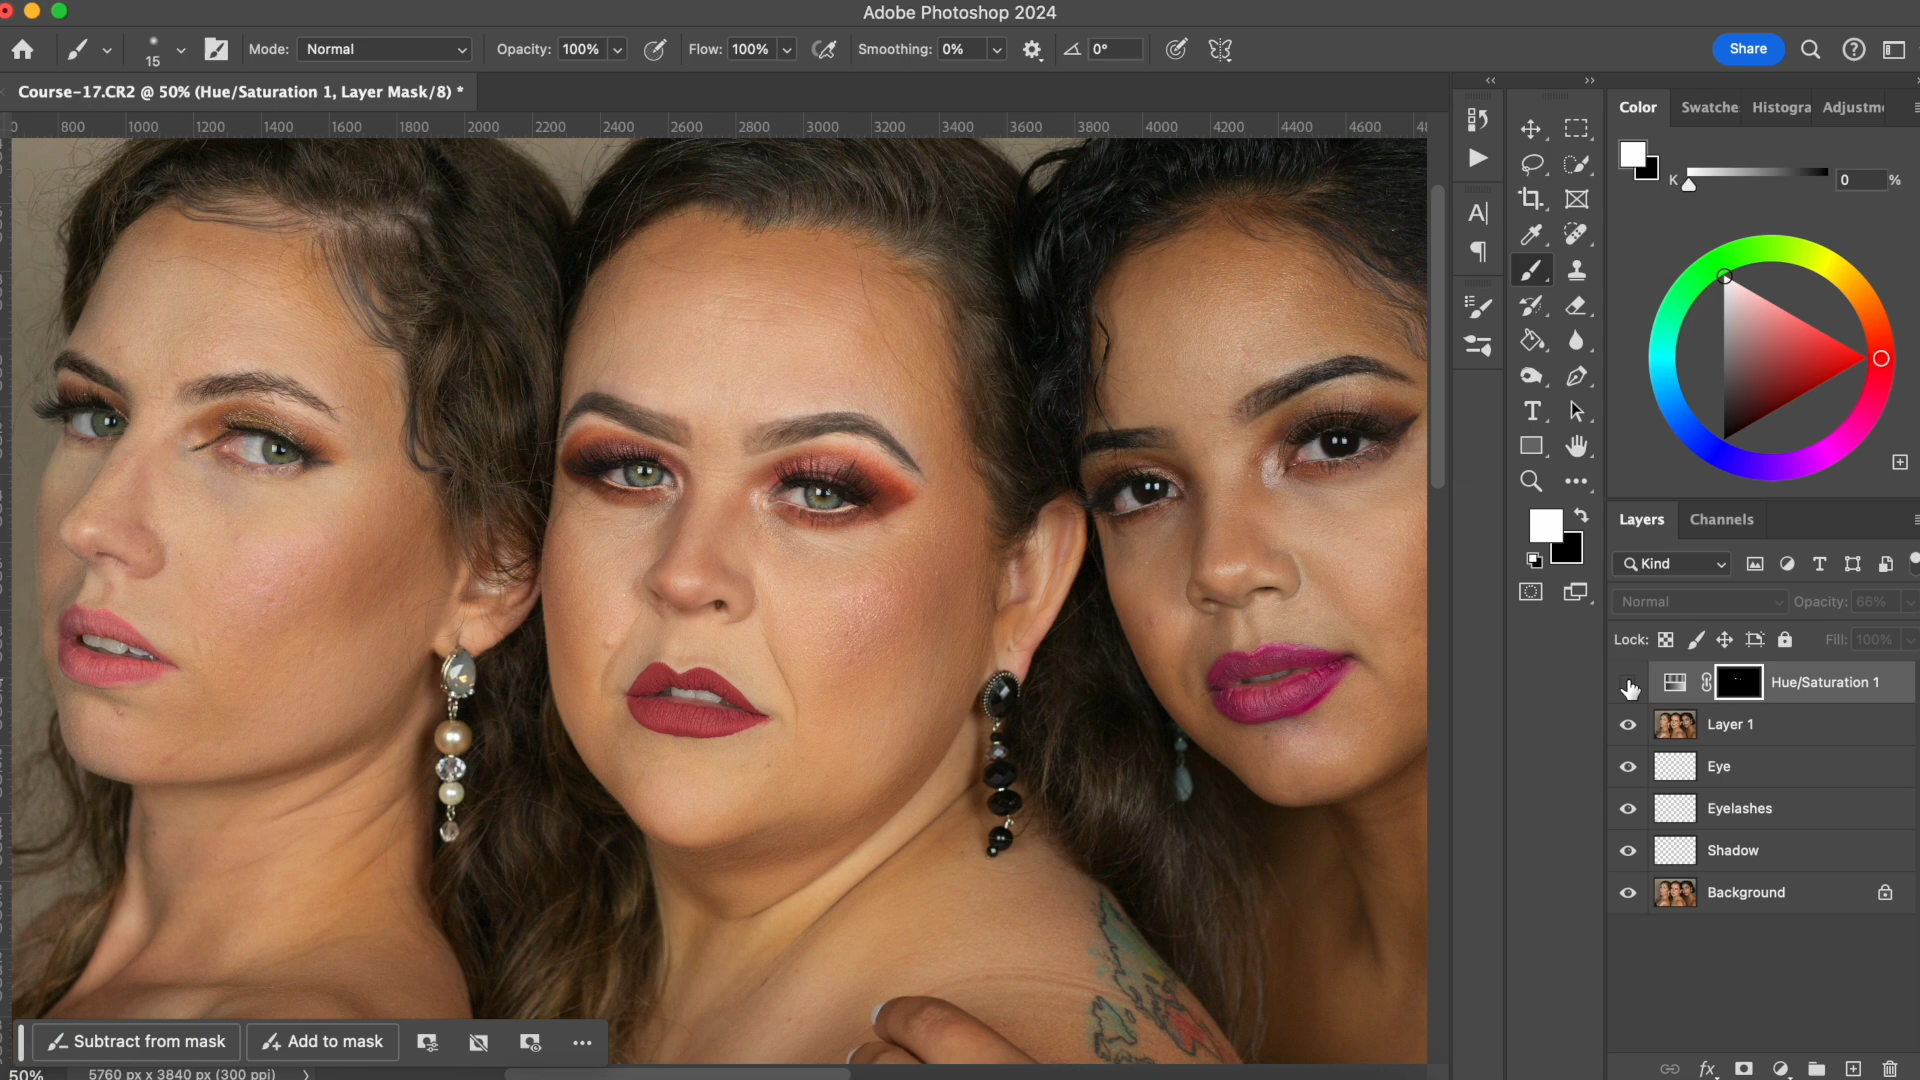 Adobe Photoshop 2024
15
Mode: Normal
Opacity: 100%
Flow: 100%
Smoothing: 0%
0°
Share
Course-17.CR2 @ 50% (Hue/Saturation 1, Layer Mask/8) *
800 1000 1200 1400 1600 1800 2000 2200 2400 2600 2800 3000 3200 3400 3600 3800 4000 4200 4400 4600
Color Swatche Histogra Adjustm
K 0 %
Layers Channels
Kind
Normal Opacity: 66%
Lock: Fill: 100%
Hue/Saturation 1
Layer 1
Eye
Eyelashes
Shadow
Background
Subtract from mask Add to mask
50% 5760 px x 3840 px (300 ppi)